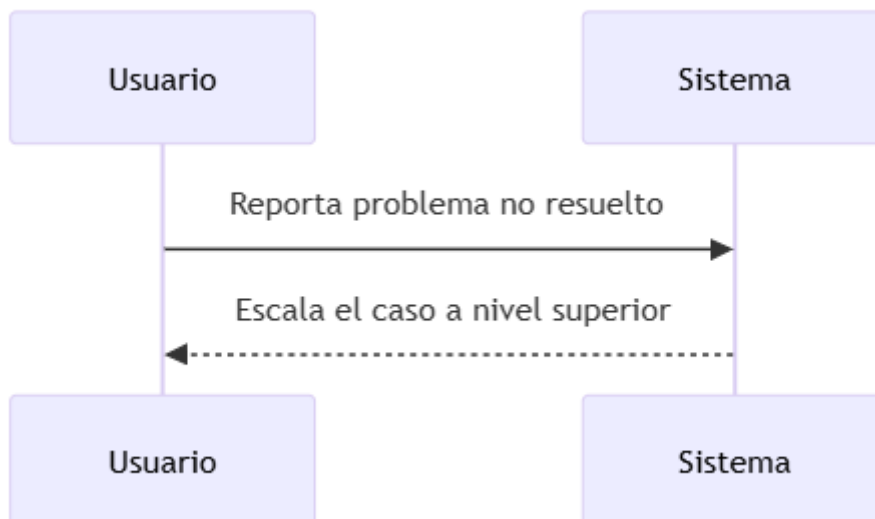 Usuario
Sistema
Reporta problema no resuelto
Escala el caso a nivel superior
Usuario
Sistema